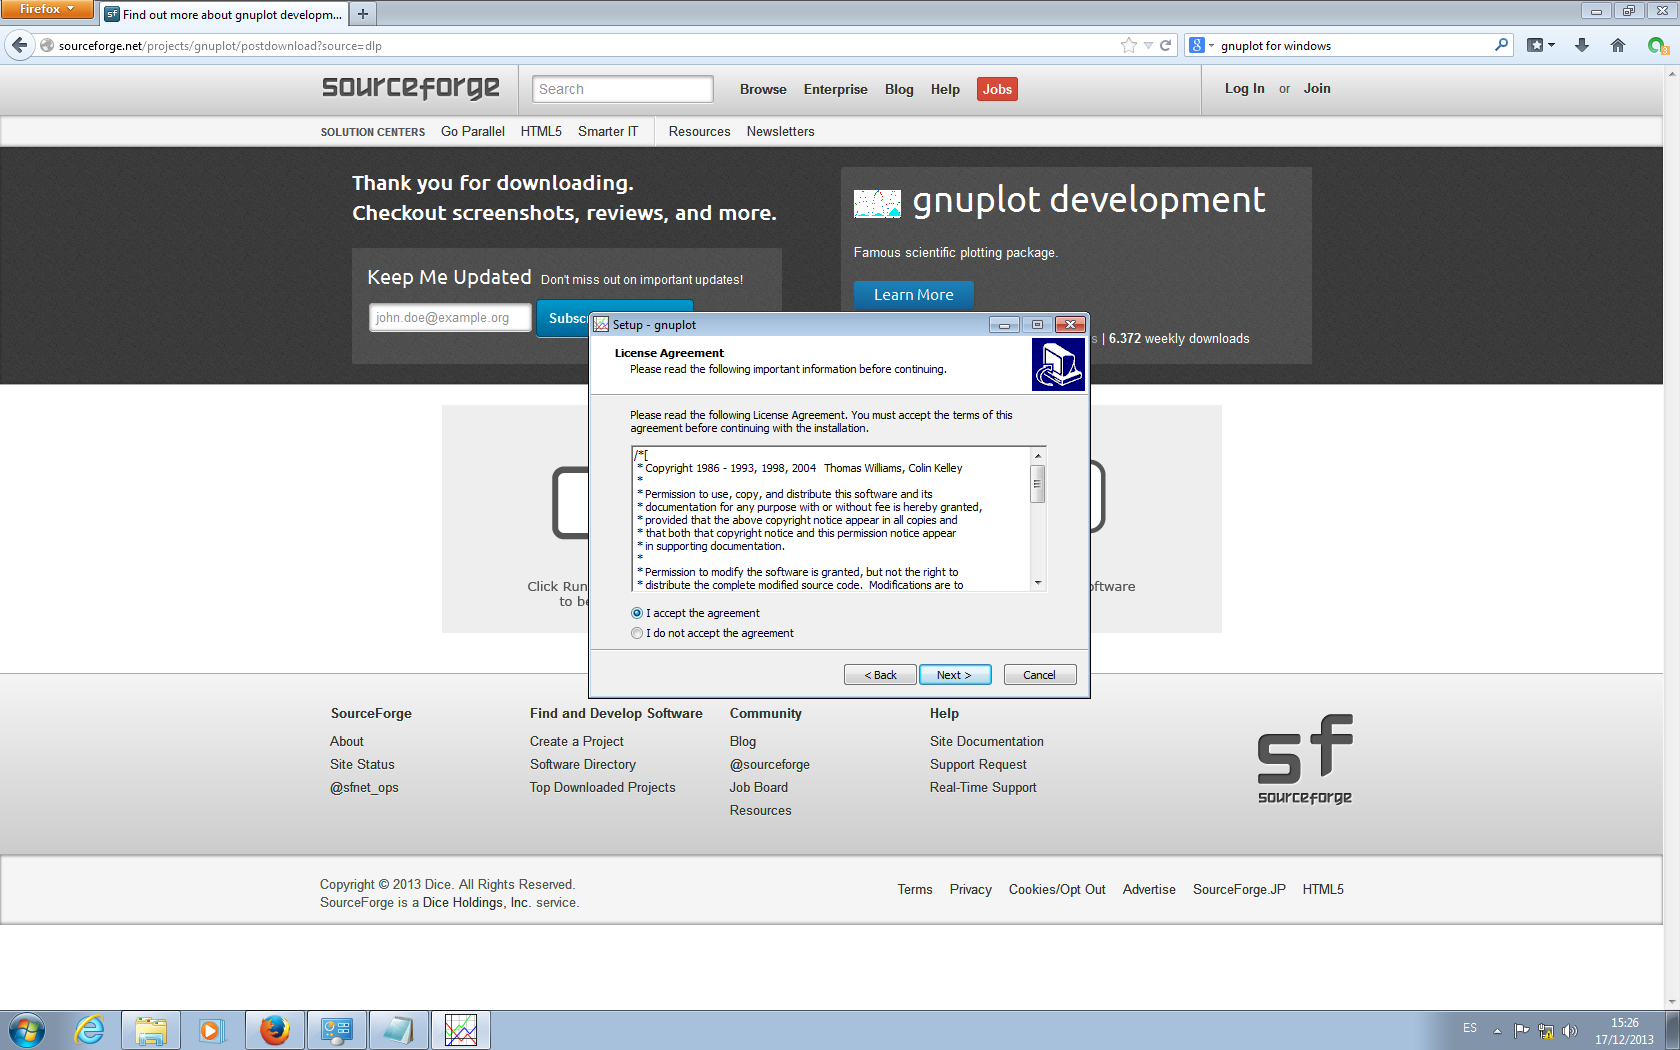 Firefox
Find out more about gnuplot developm...
sourceforge.net/projects/gnuplot/postdownload?source=dlp
gnuplot for windows
sourceforge
Search
Browse Enterprise Blog Help Jobs
Log In or Join
SOLUTION CENTERS Go Parallel HTML5 Smarter IT Resources Newsletters
Thank you for downloading.
Checkout screenshots, reviews, and more.
Keep Me Updated Don't miss out on important updates!
john.doe@example.org
Subsc
gnuplot development
Famous scientific plotting package.
Learn More
s | 6.372 weekly downloads
Setup - gnuplot
License Agreement
Please read the following important information before continuing.
Please read the following License Agreement. You must accept the terms of this
agreement before continuing with the installation.
/*[
* Copyright 1986 - 1993, 1998, 2004 Thomas Williams, Colin Kelley
*
* Permission to use, copy, and distribute this software and its
* documentation for any purpose with or without fee is hereby granted,
* provided that the above copyright notice appear in all copies and
* that both that copyright notice and this permission notice appear
* in supporting documentation.
*
* Permission to modify the software is granted, but not the right to
* distribute the complete modified source code. Modifications are to
I accept the agreement
I do not accept the agreement
< Back Next > Cancel
Click Run
to be
oftware
SourceForge
About
Site Status
@sfnet_ops
Find and Develop Software
Create a Project
Software Directory
Top Downloaded Projects
Community
Blog
@sourceforge
Job Board
Resources
Help
Site Documentation
Support Request
Real-Time Support
sf
sourceforge
Copyright © 2013 Dice. All Rights Reserved.
SourceForge is a Dice Holdings, Inc. service.
Terms Privacy Cookies/Opt Out Advertise SourceForge.JP HTML5
ES
15:26
17/12/2013